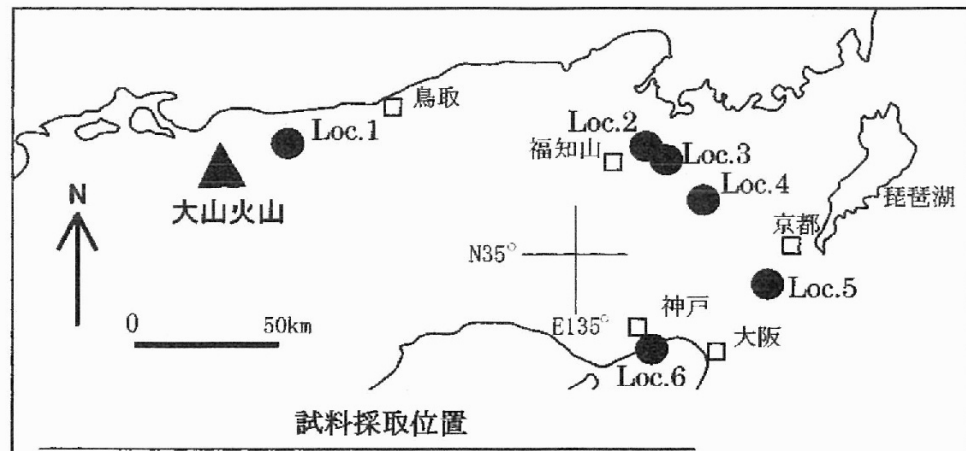 鳥取
Loc.1
Loc.2
福知山
Loc.3
Loc.4
琵琶湖
N
大山火山
京都
N35°
Loc.5
0
50km
E135°
神戸
大阪
Loc.6
試料採取位置